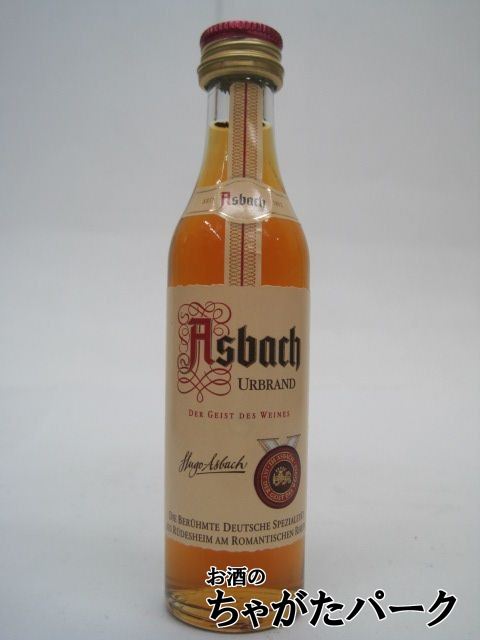 Asbach
Asbach
URBRAND
DER GEIST DES WEINES
Hugo Asbach
DIE BERÜHMTE DEUTSCHE SPEZIALITÄT
AUS RÜDESHEIM AM ROMANTISCHEN RHEIN
お酒の
ちゃがたパーク